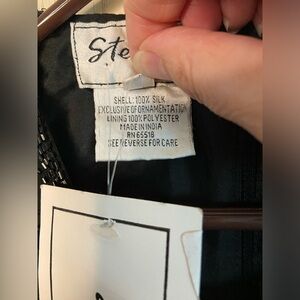 Ste
SHELL: 100% SILK
EXCLUSIVE OF ORNAMENTATION
LINING 100% POLYESTER
MADE IN INDIA
RN 65518
SEE REVERSE FOR CARE